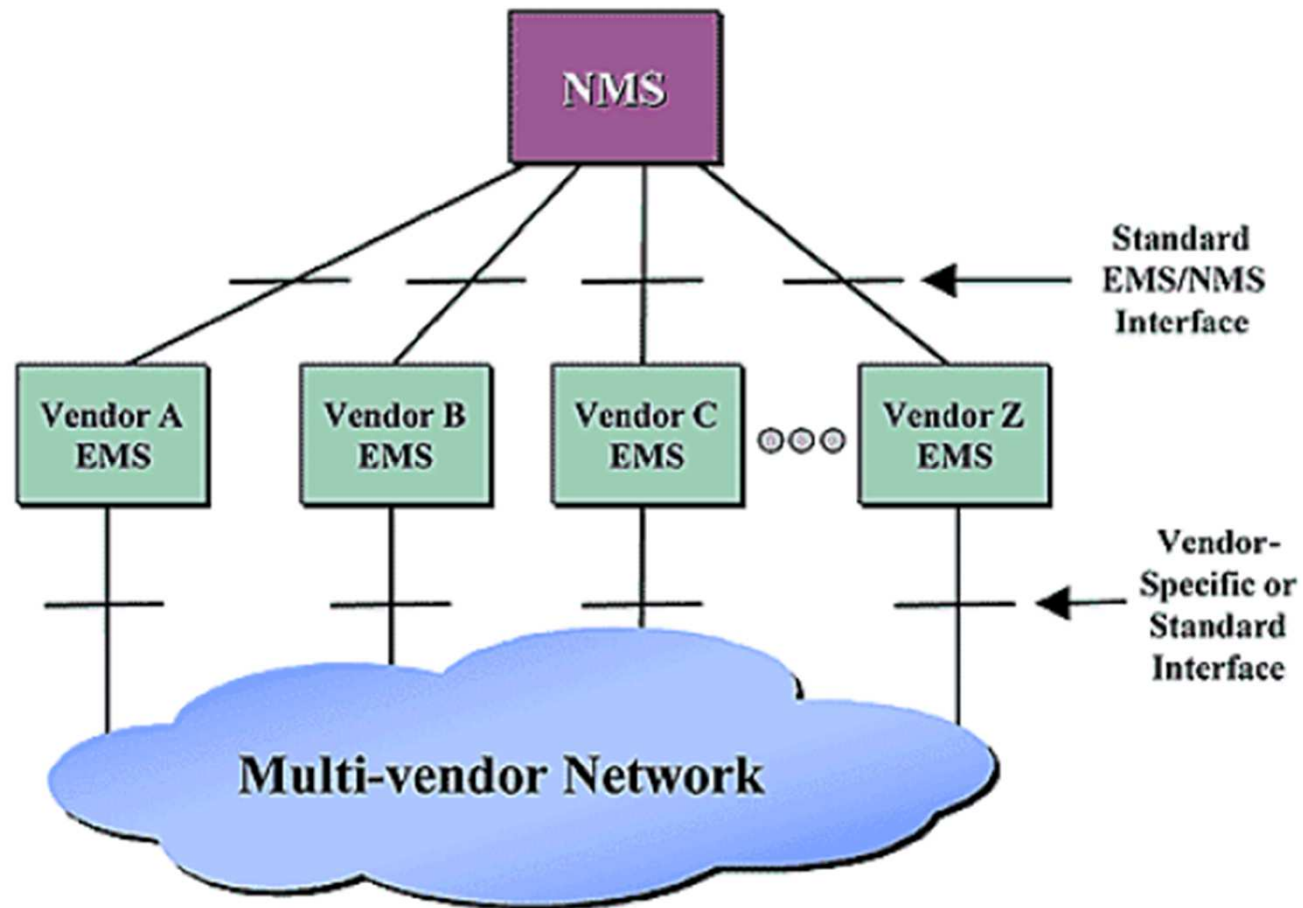 NMS
Standard
EMS/NMS
Interface
Vendor A
EMS
Vendor B
EMS
Vendor C
EMS
Vendor Z
EMS
Vendor-
Specific or
Standard
Interface
Multi-vendor Network